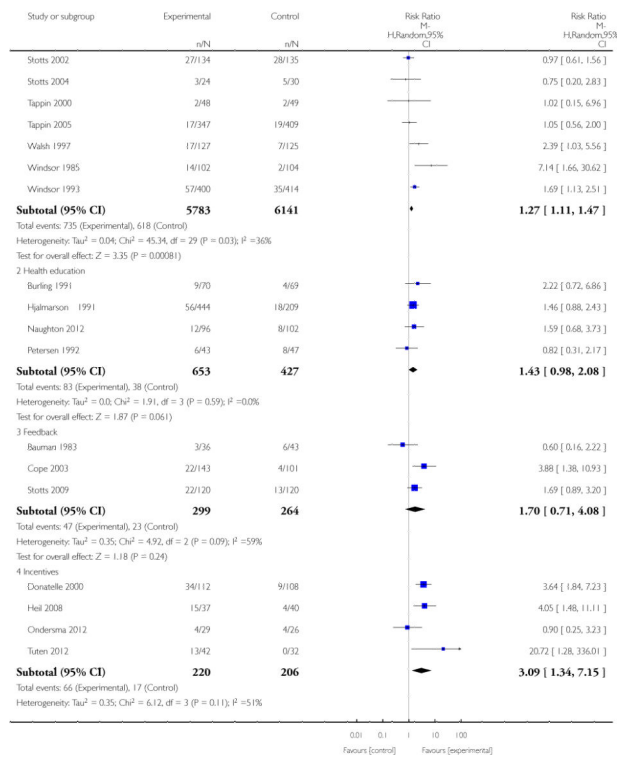 Study or subgroup Experimental Control Risk Ratio Risk Ratio
M- M-
H,Random,95% H,Random,95%
n/N n/N CI CI
Stotts 2002 27/134 28/135 0.97 [ 0.61, 1.56 ]
Stotts 2004 3/24 5/30 0.75 [ 0.20, 2.83 ]
Tappin 2000 2/48 2/49 1.02 [ 0.15, 6.96 ]
Tappin 2005 17/347 19/409 1.05 [ 0.56, 2.00 ]
Walsh 1997 17/127 7/125 2.39 [ 1.03, 5.56 ]
Windsor 1985 14/102 2/104 7.14 [ 1.66, 30.62 ]
Windsor 1993 57/400 35/414 1.69 [ 1.13, 2.51 ]
Subtotal (95% CI) 5783 6141 1.27 [ 1.11, 1.47 ]
Total events: 735 (Experimental), 618 (Control)
Heterogeneity: Tau² = 0.04; Chi² = 45.34, df = 29 (P = 0.03); I² =36%
Test for overall effect: Z = 3.35 (P = 0.00081)
2 Health education
Burling 1991 9/70 4/69 2.22 [ 0.72, 6.86 ]
Hjalmarson 1991 56/444 18/209 1.46 [ 0.88, 2.43 ]
Naughton 2012 12/96 8/102 1.59 [ 0.68, 3.73 ]
Petersen 1992 6/43 8/47 0.82 [ 0.31, 2.17 ]
Subtotal (95% CI) 653 427 1.43 [ 0.98, 2.08 ]
Total events: 83 (Experimental), 38 (Control)
Heterogeneity: Tau² = 0.0; Chi² = 1.91, df = 3 (P = 0.59); I² =0.0%
Test for overall effect: Z = 1.87 (P = 0.061)
3 Feedback
Bauman 1983 3/36 6/43 0.60 [ 0.16, 2.22 ]
Cope 2003 22/143 4/101 3.88 [ 1.38, 10.93 ]
Stotts 2009 22/120 13/120 1.69 [ 0.89, 3.20 ]
Subtotal (95% CI) 299 264 1.70 [ 0.71, 4.08 ]
Total events: 47 (Experimental), 23 (Control)
Heterogeneity: Tau² = 0.35; Chi² = 4.92, df = 2 (P = 0.09); I² =59%
Test for overall effect: Z = 1.18 (P = 0.24)
4 Incentives
Donatelle 2000 34/112 9/108 3.64 [ 1.84, 7.23 ]
Heil 2008 15/37 4/40 4.05 [ 1.48, 11.11 ]
Ondersma 2012 4/29 4/26 0.90 [ 0.25, 3.23 ]
Tuten 2012 13/42 0/32 20.72 [ 1.28, 336.01 ]
Subtotal (95% CI) 220 206 3.09 [ 1.34, 7.15 ]
Total events: 66 (Experimental), 17 (Control)
Heterogeneity: Tau² = 0.35; Chi² = 6.12, df = 3 (P = 0.11); I² =51%
0.01 0.1 1 10 100
Favours [control] Favours [experimental]